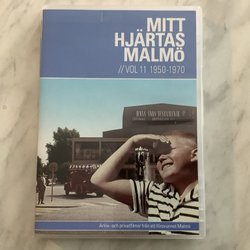 MITT
HJÄRTAS
MALMÖ
// VOL 11 1950-1970
Arkiv- och privatfilmer från ett försvunnet Malmö